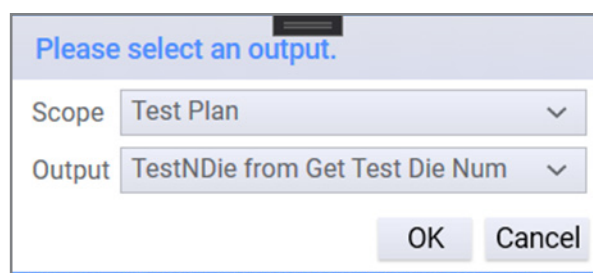 Please select an output.
Scope Test Plan
Output TestNDie from Get Test Die Num
OK Cancel